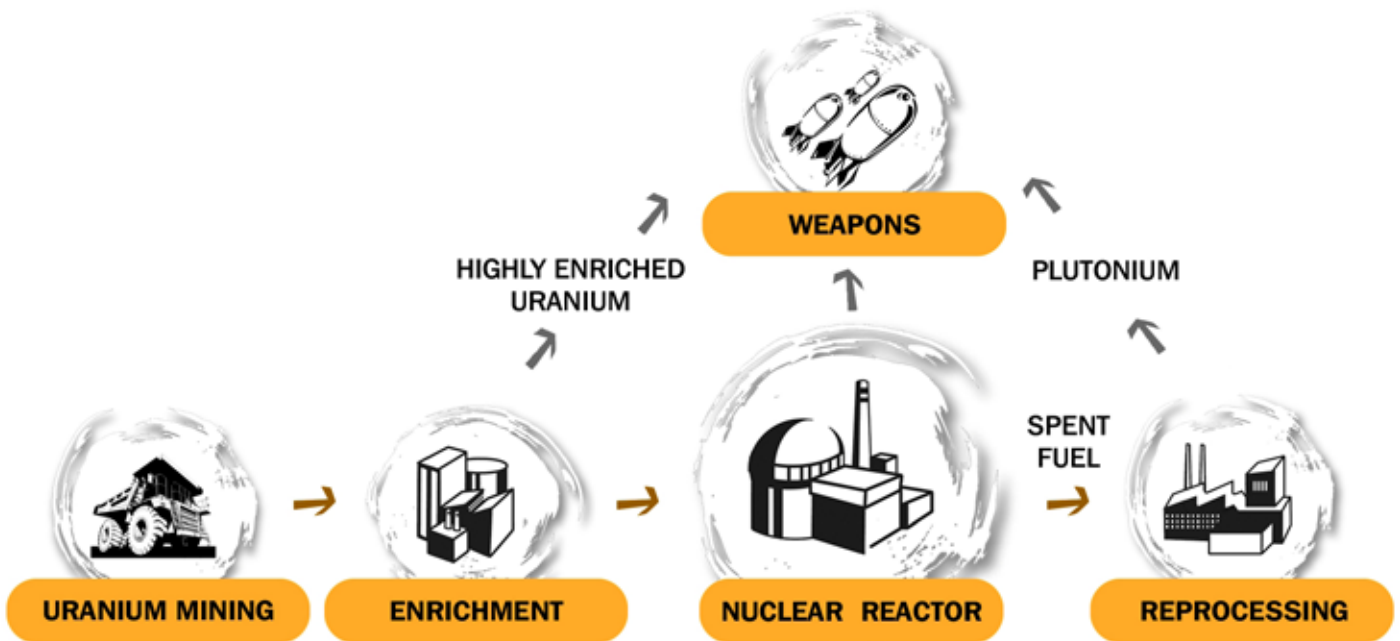 WEAPONS
HIGHLY ENRICHED
URANIUM
PLUTONIUM
SPENT
FUEL
URANIUM MINING
ENRICHMENT
NUCLEAR REACTOR
REPROCESSING